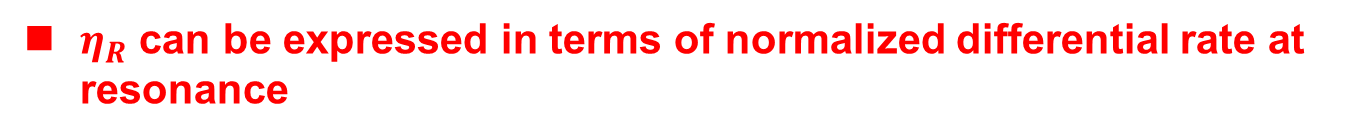 ■ η_R can be expressed in terms of normalized differential rate at
resonance